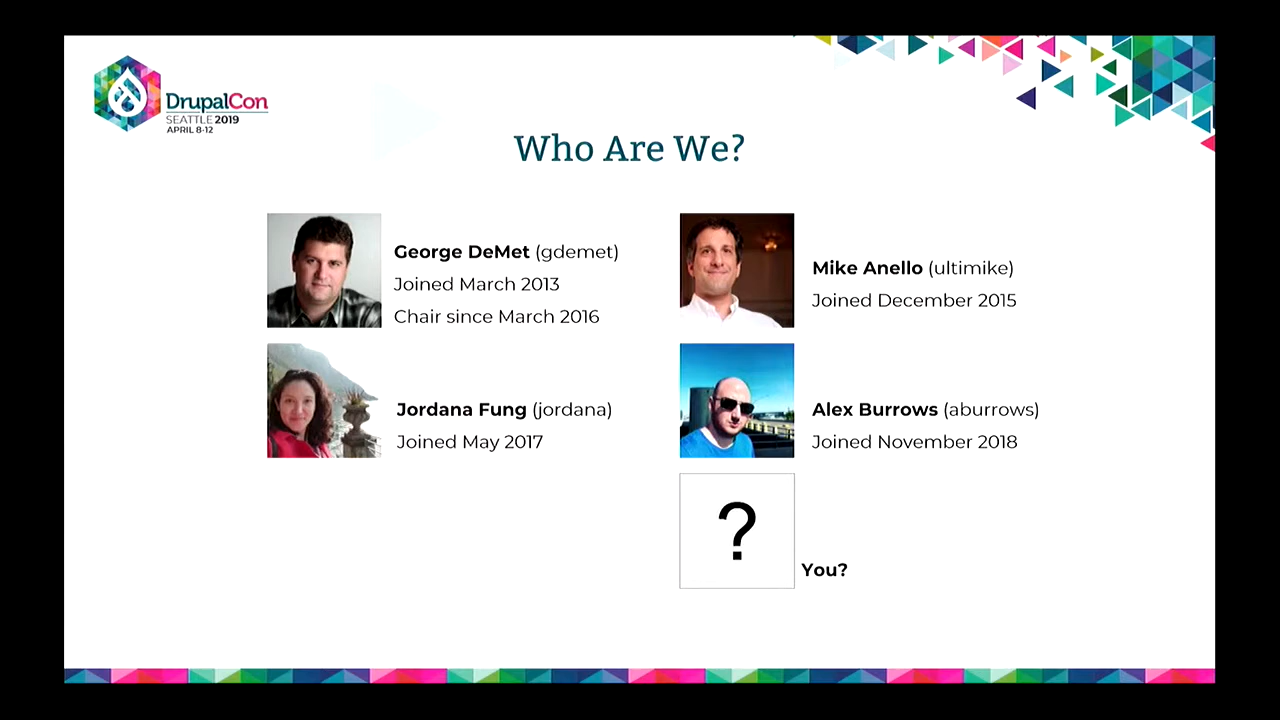 DrupalCon
SEATTLE 2019
APRIL 8-12
Who Are We?
George DeMet (gdemet)
Joined March 2013
Chair since March 2016
Mike Anello (ultimike)
Joined December 2015
Jordana Fung (jordana)
Joined May 2017
Alex Burrows (aburrows)
Joined November 2018
?
You?